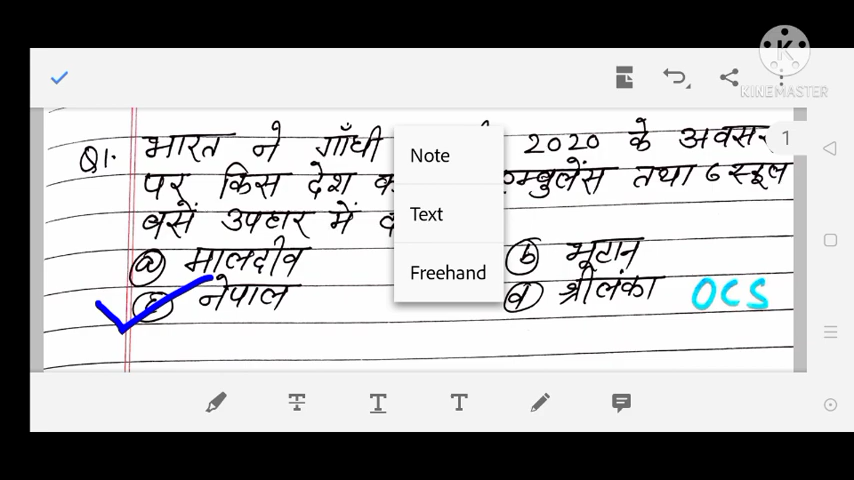 KINEMASTER
1
Q1. भारत ने गाँधी 2020 के अवसर
पर किस देश तथा 6 स्कूल
बसें उपहार में
(a) मालदीव (b) भूटान
(c) नेपाल (d) श्रीलंका OCS
Note
Text
Freehand